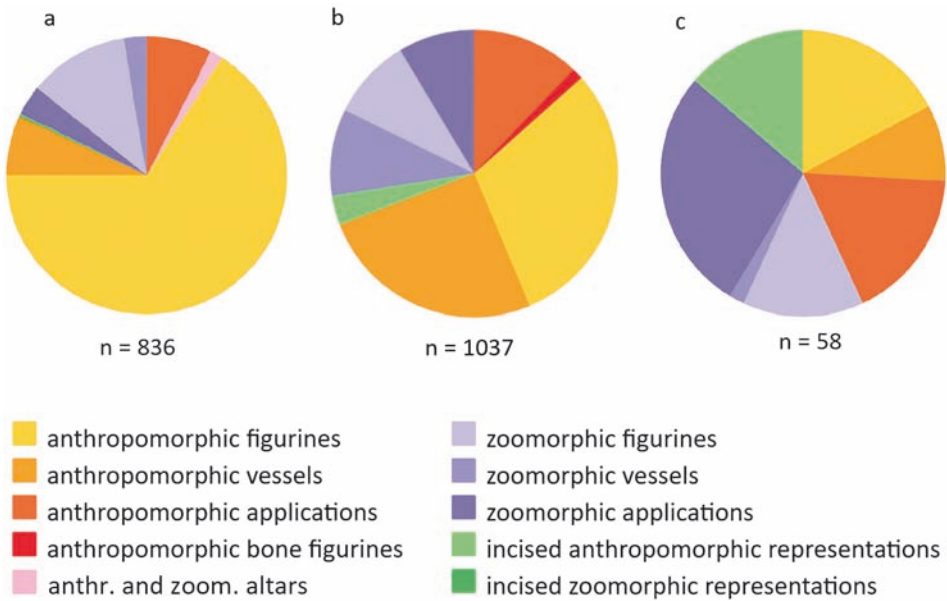 a
b
c
n = 836
n = 1037
n = 58
anthropomorphic figurines
anthropomorphic vessels
anthropomorphic applications
anthropomorphic bone figurines
anthr. and zoom. altars
zoomorphic figurines
zoomorphic vessels
zoomorphic applications
incised anthropomorphic representations
incised zoomorphic representations